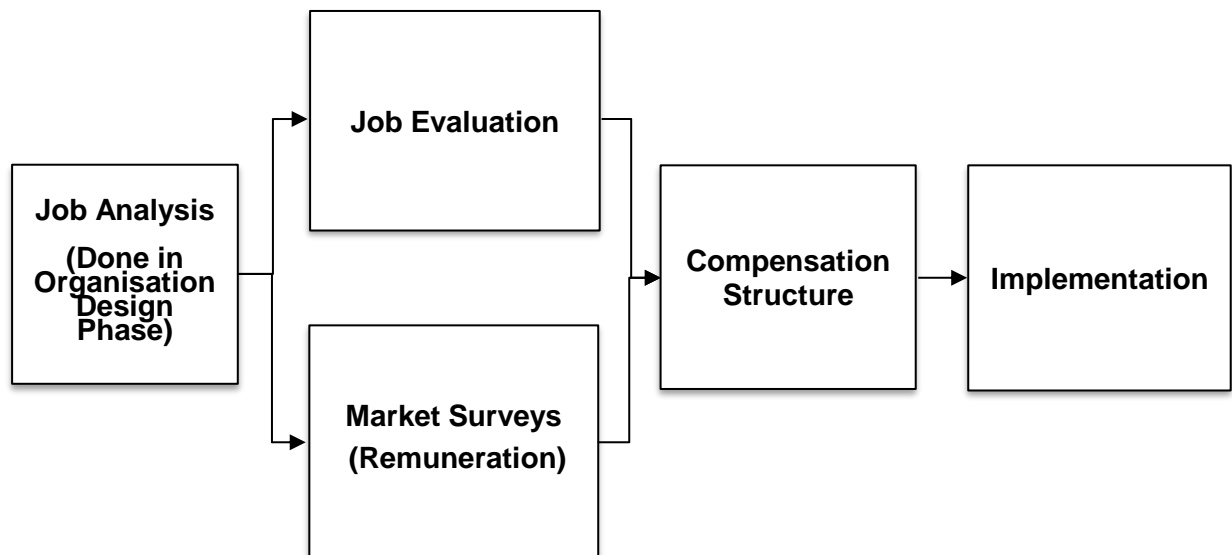 Job Analysis
(Done in
Organisation
Design
Phase)
Job Evaluation
Market Surveys
(Remuneration)
Compensation
Structure
Implementation